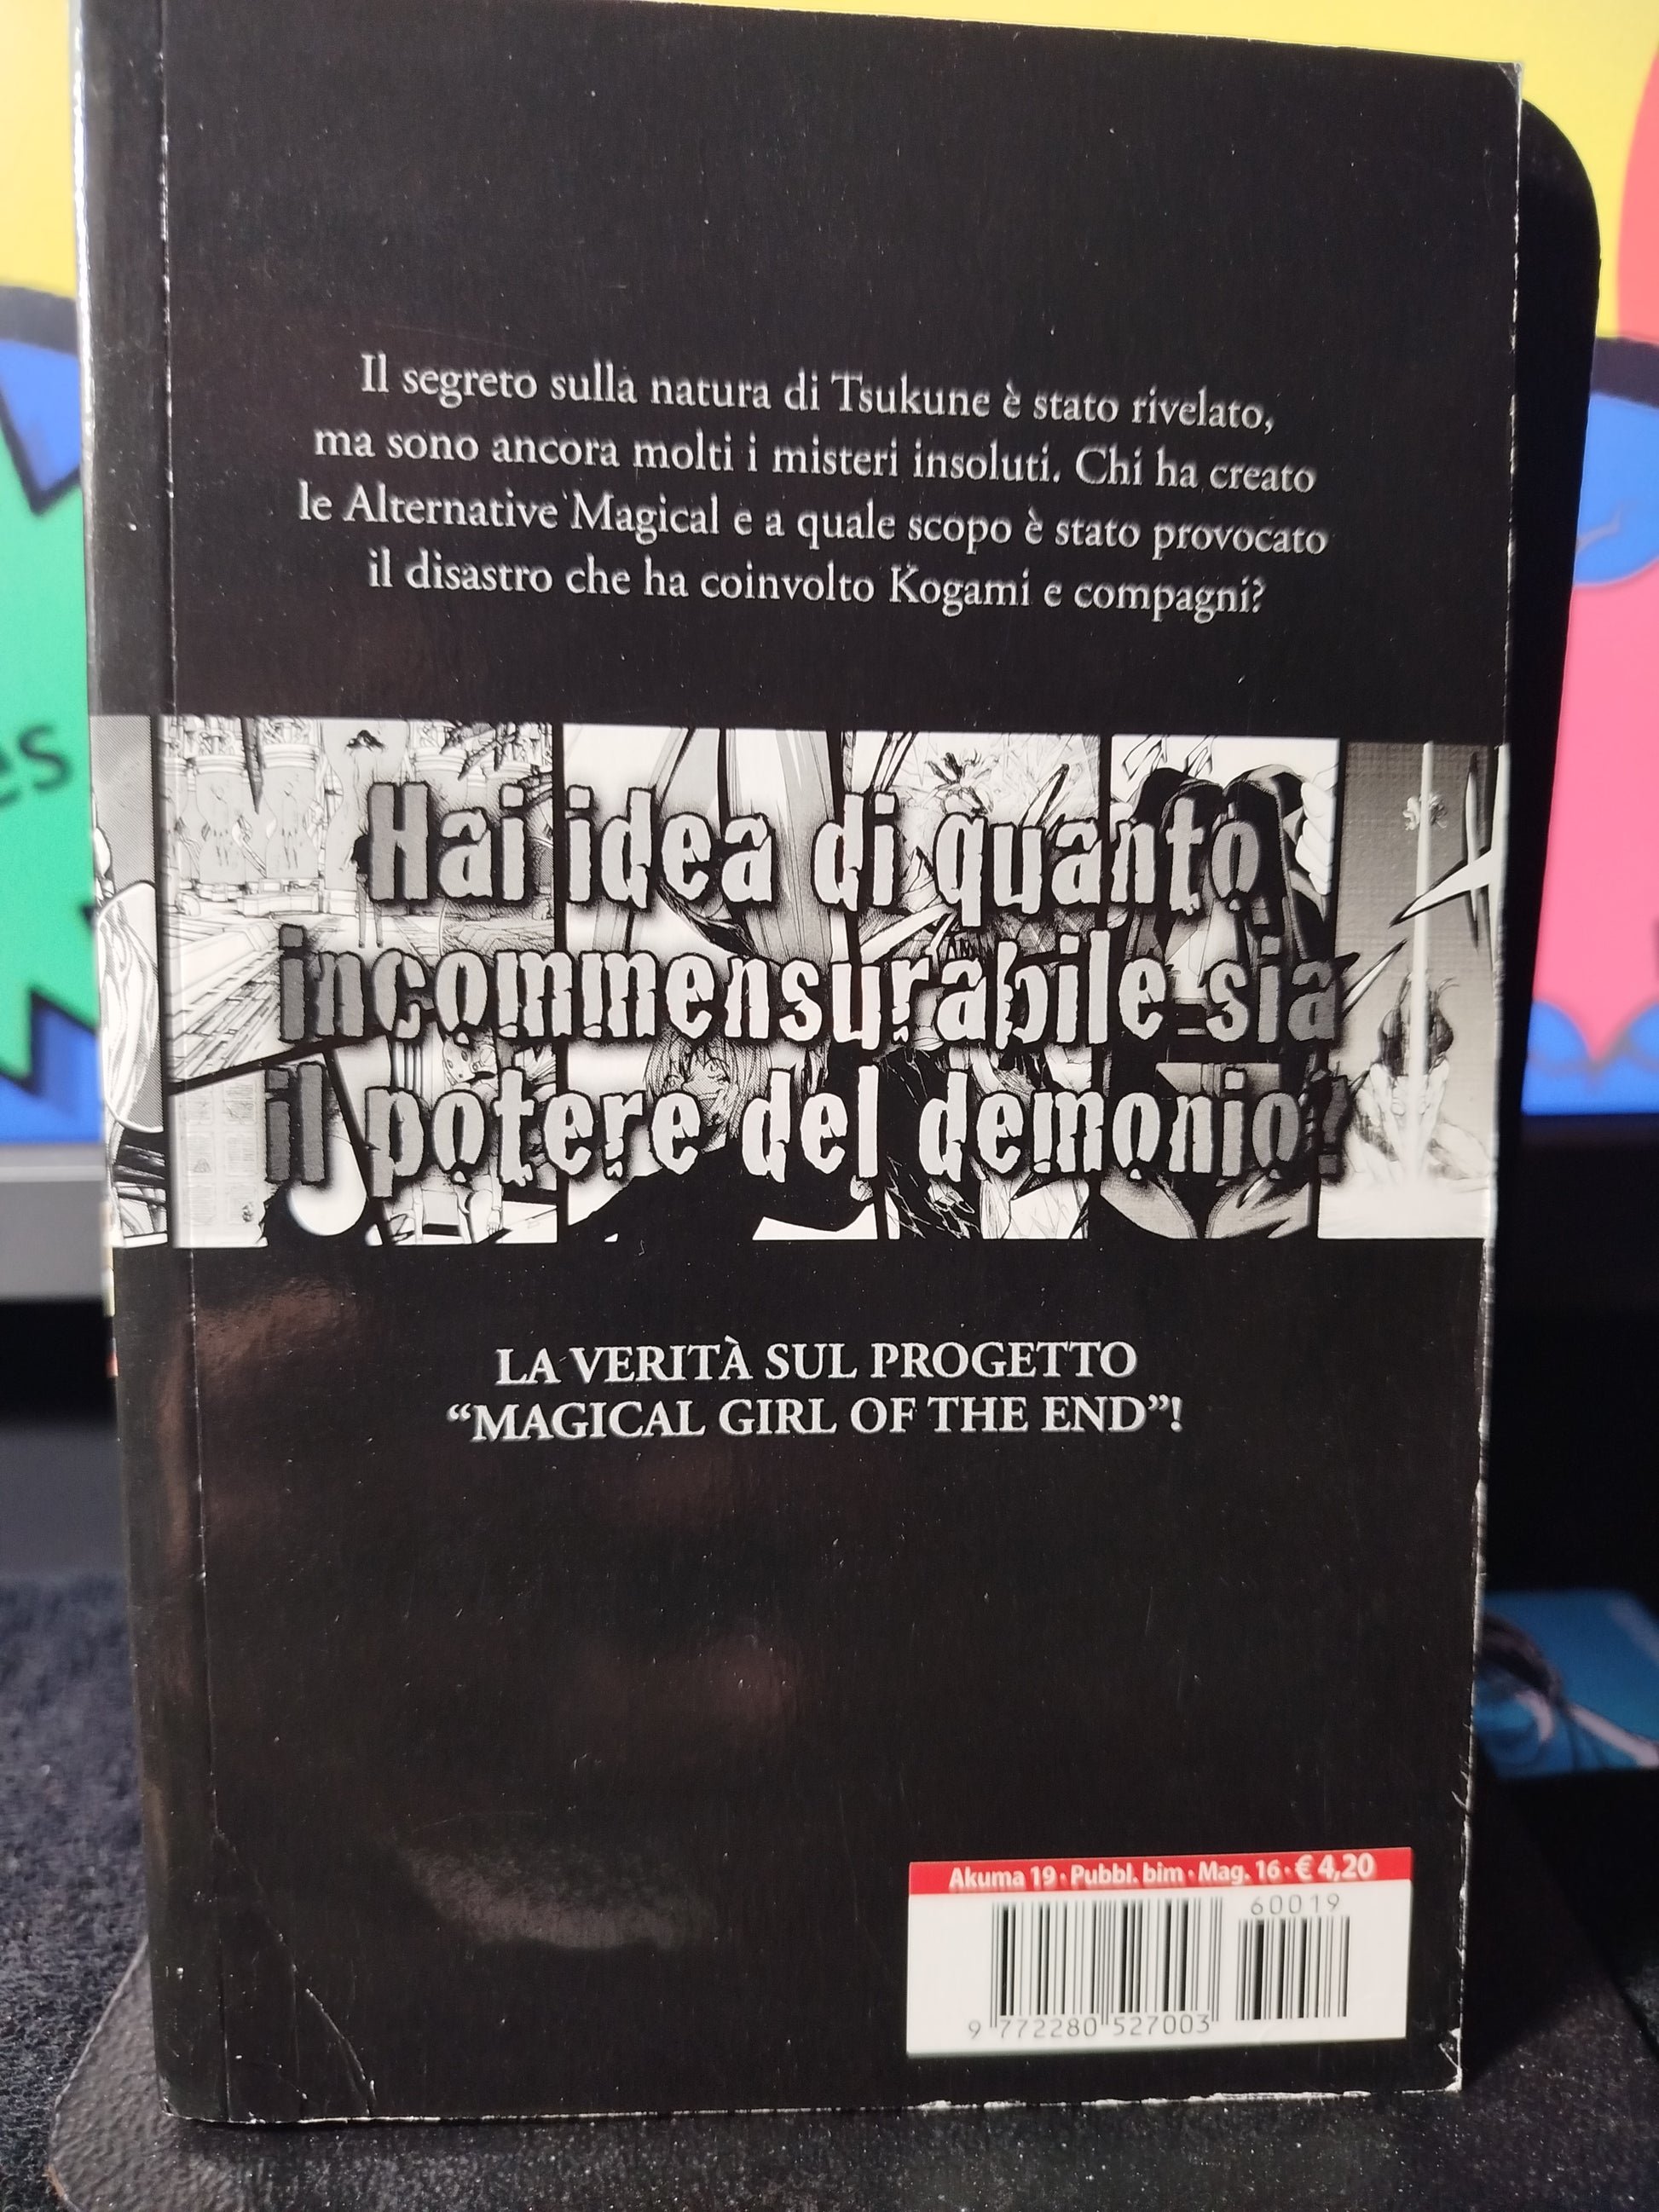 Il segreto sulla natura di Tsukune è stato rivelato,
ma sono ancora molti i misteri insoluti. Chi ha creato
le Alternative Magical e a quale scopo è stato provocato
il disastro che ha coinvolto Kogami e compagni?
es
Hai idea di quanto
incommensurabile sia
il potere del demonio?
LA VERITÀ SUL PROGETTO
“MAGICAL GIRL OF THE END”!
Akuma 19 • Pubbl. bim • Mag. 16 • € 4,20
60019
9 772280 527003